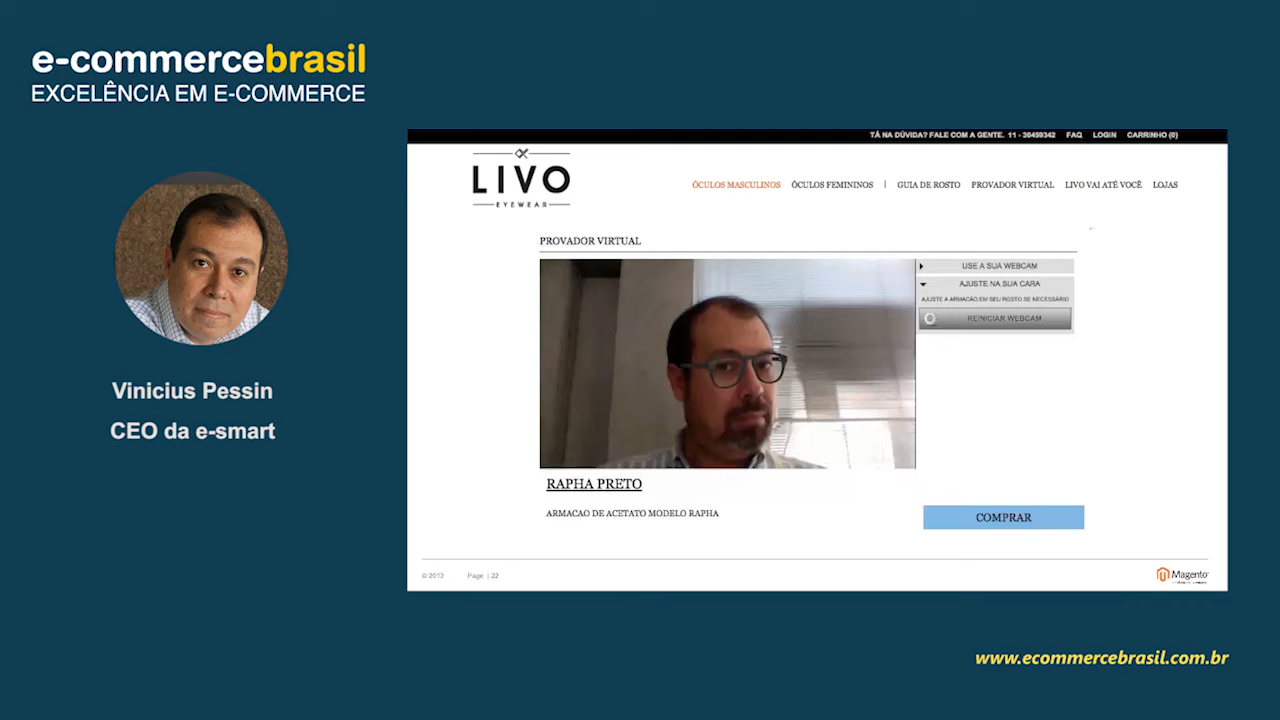 e-commercebrasil
EXCELÊNCIA EM E-COMMERCE
Vinicius Pessin
CEO da e-smart
TÁ NA DÚVIDA? FALE COM A GENTE. 11 - 30459342 FAQ LOGIN CARRINHO (0)
LIVO
EYEWEAR
ÓCULOS MASCULINOS ÓCULOS FEMININOS | GUIA DE ROSTO PROVADOR VIRTUAL LIVO VAI ATÉ VOCÊ LOJAS
PROVADOR VIRTUAL
USE A SUA WEBCAM
AJUSTE NA SUA CARA
AJUSTE A ARMACÃO EM SEU ROSTO SE NECESSÁRIO
REINICIAR WEBCAM
RAPHA PRETO
ARMACAO DE ACETATO MODELO RAPHA
COMPRAR
© 2013 Page | 22
Magento
www.ecommercebrasil.com.br